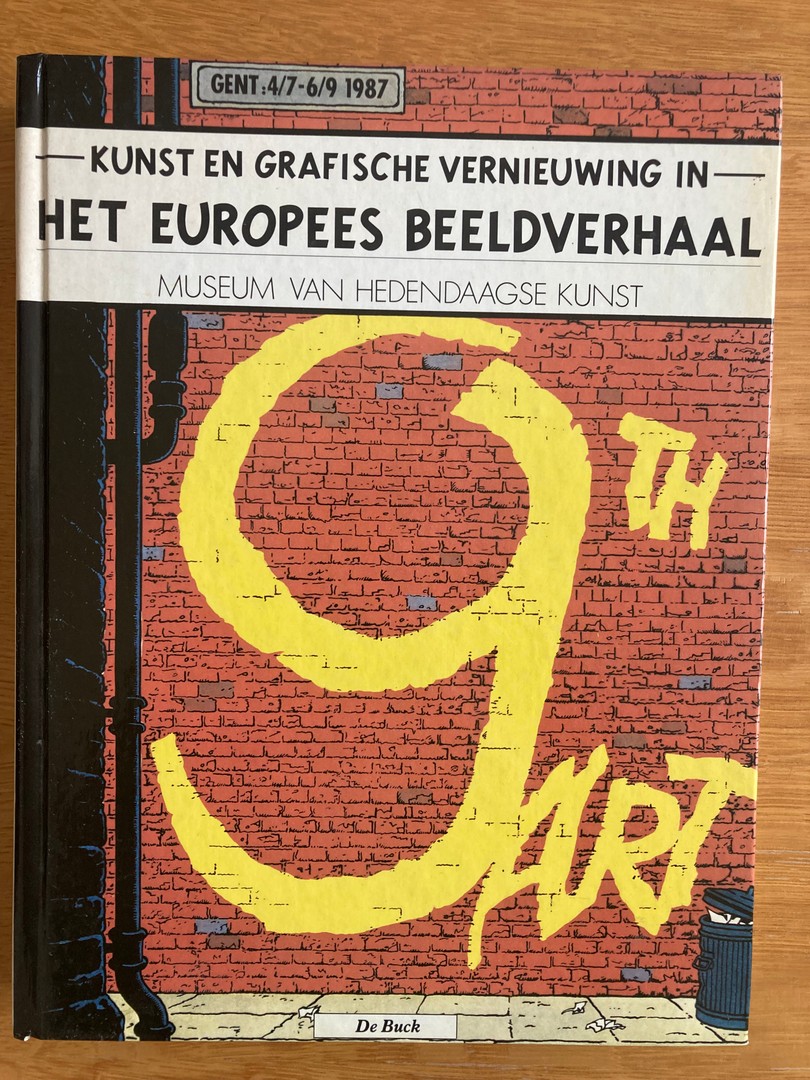 GENT:4/7-6/9 1987
KUNST EN GRAFISCHE VERNIEUWING IN
HET EUROPEES BEELDVERHAAL
MUSEUM VAN HEDENDAAGSE KUNST
9TH
ART
De Buck